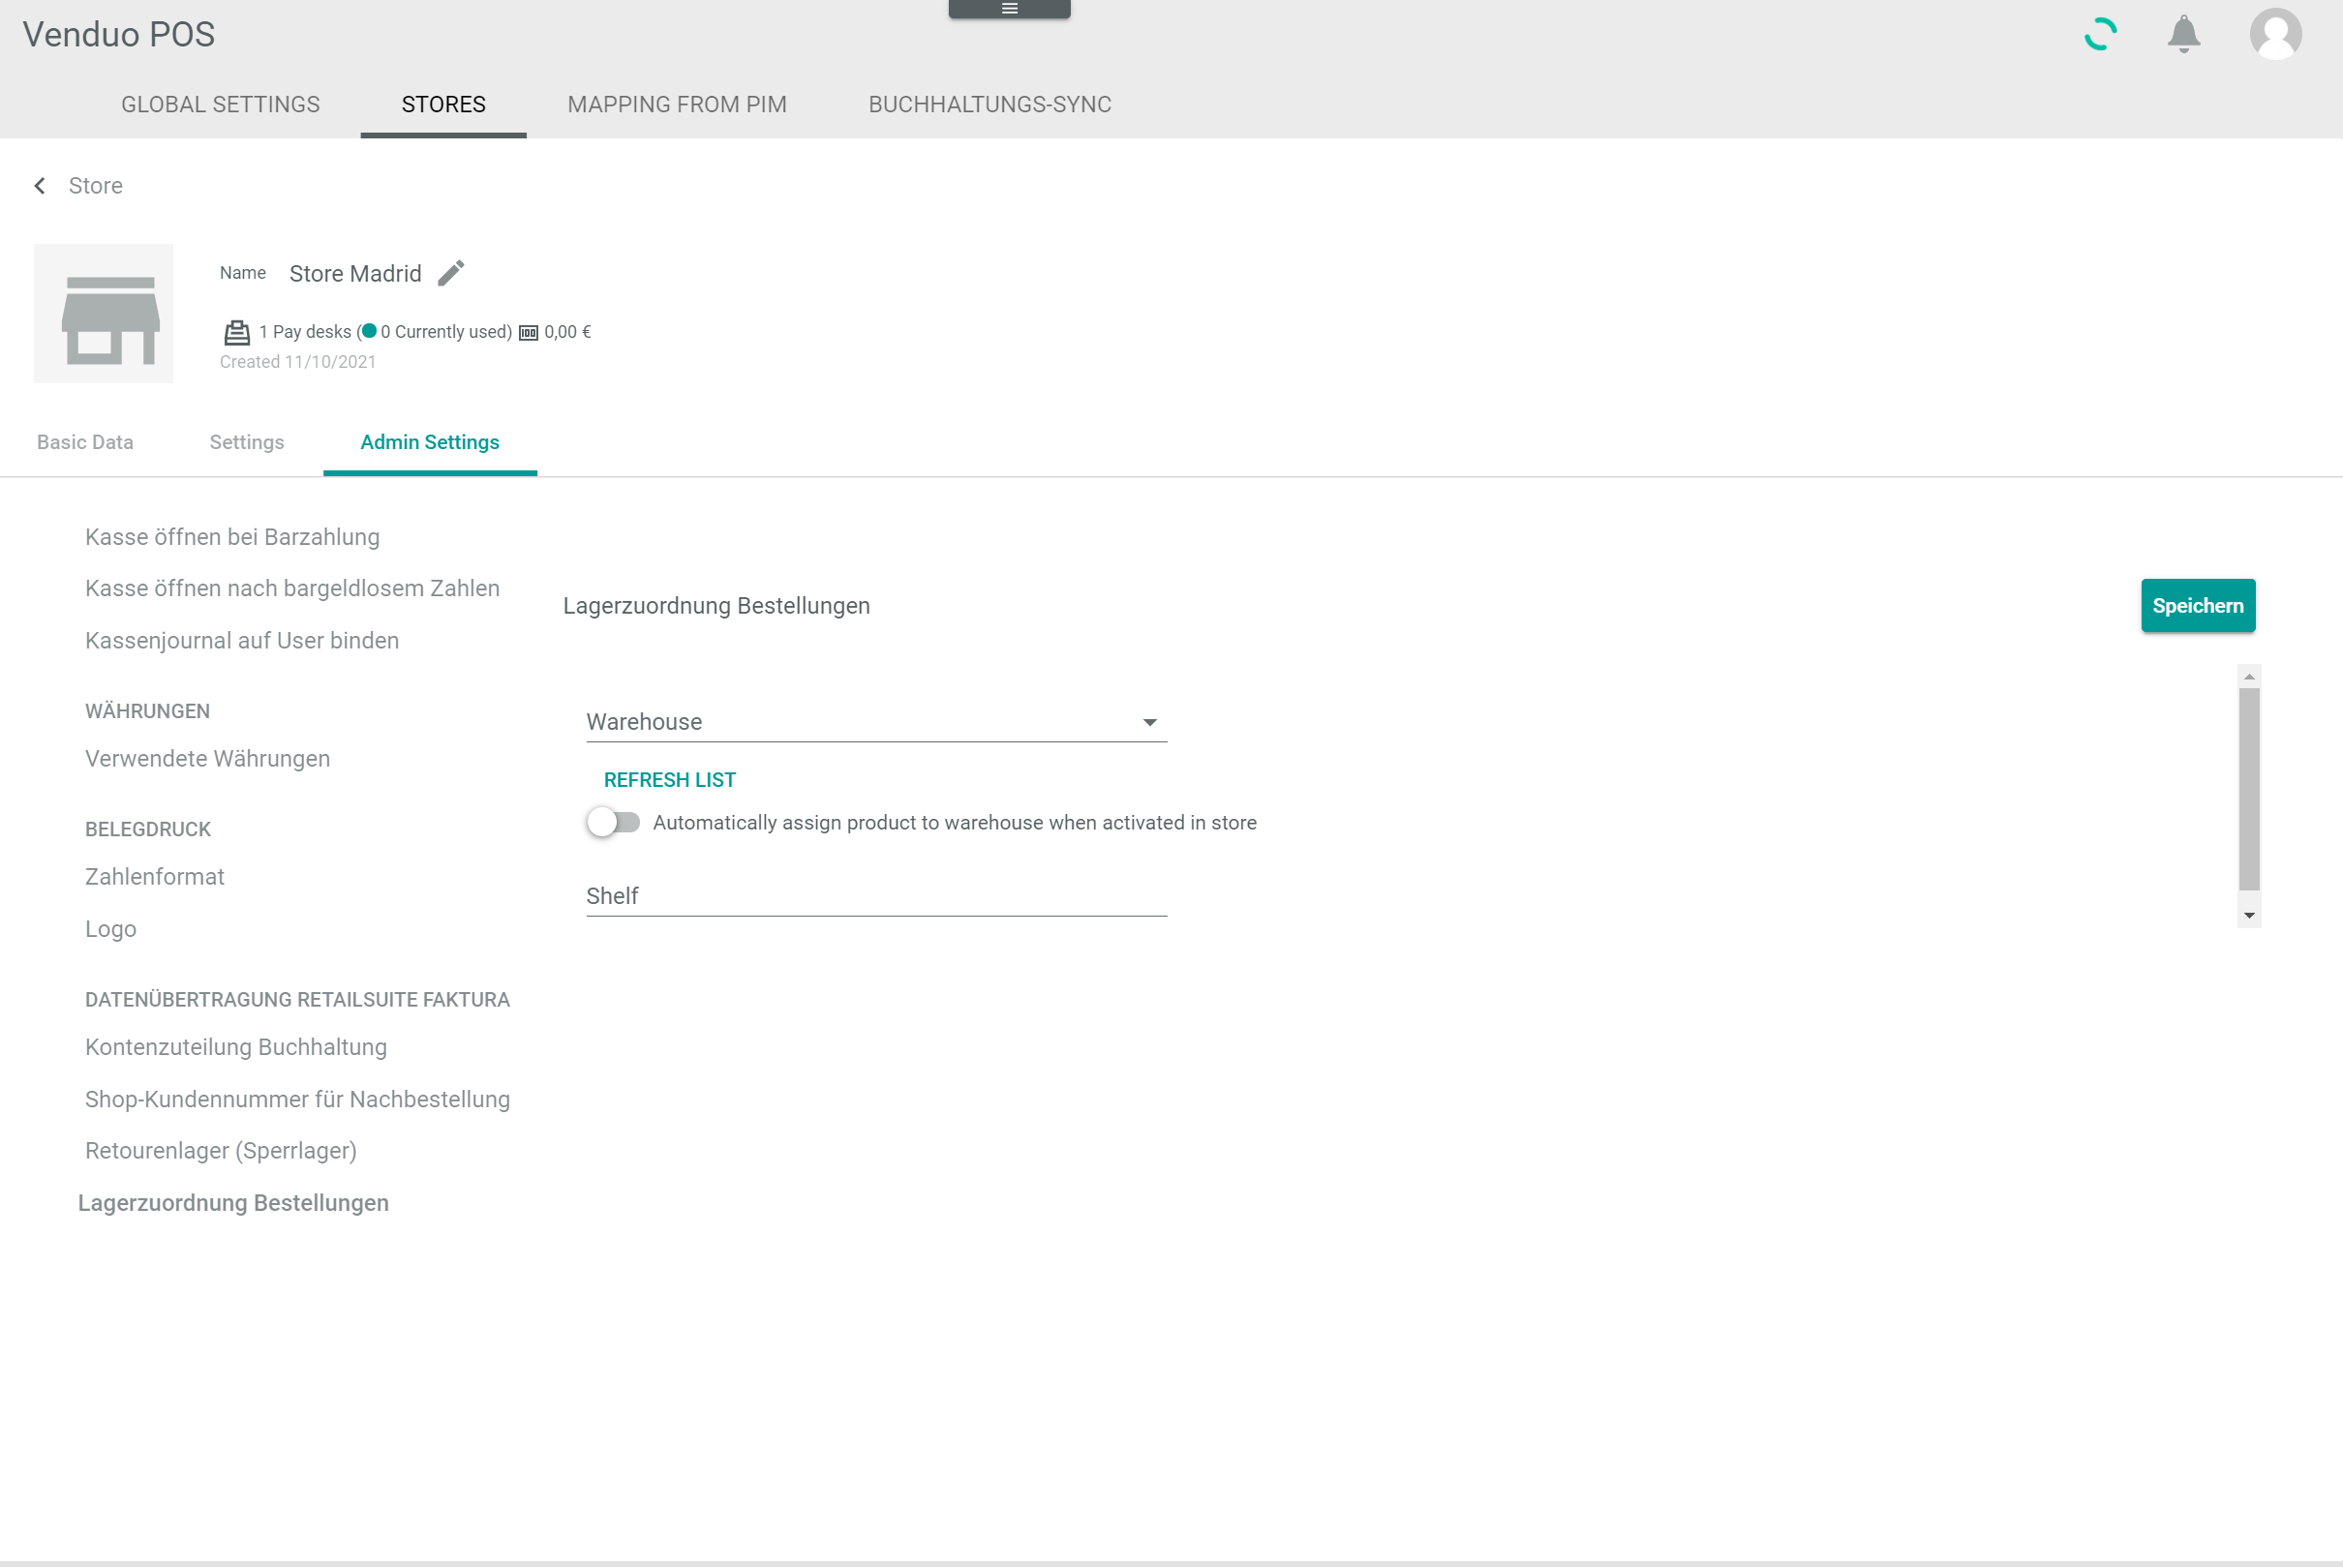 Venduo POS
GLOBAL SETTINGS
STORES
MAPPING FROM PIM
BUCHHALTUNGS-SYNC
Store
Name Store Madrid
1 Pay desks (0 Currently used) 0,00 €
Created 11/10/2021
Basic Data
Settings
Admin Settings
Kasse öffnen bei Barzahlung
Kasse öffnen nach bargeldlosem Zahlen
Kassenjournal auf User binden
WÄHRUNGEN
Verwendete Währungen
BELEGDRUCK
Zahlenformat
Logo
DATENÜBERTRAGUNG RETAILSUITE FAKTURA
Kontenzuteilung Buchhaltung
Shop-Kundennummer für Nachbestellung
Retourenlager (Sperrlager)
Lagerzuordnung Bestellungen
Lagerzuordnung Bestellungen
Speichern
Warehouse
REFRESH LIST
Automatically assign product to warehouse when activated in store
Shelf